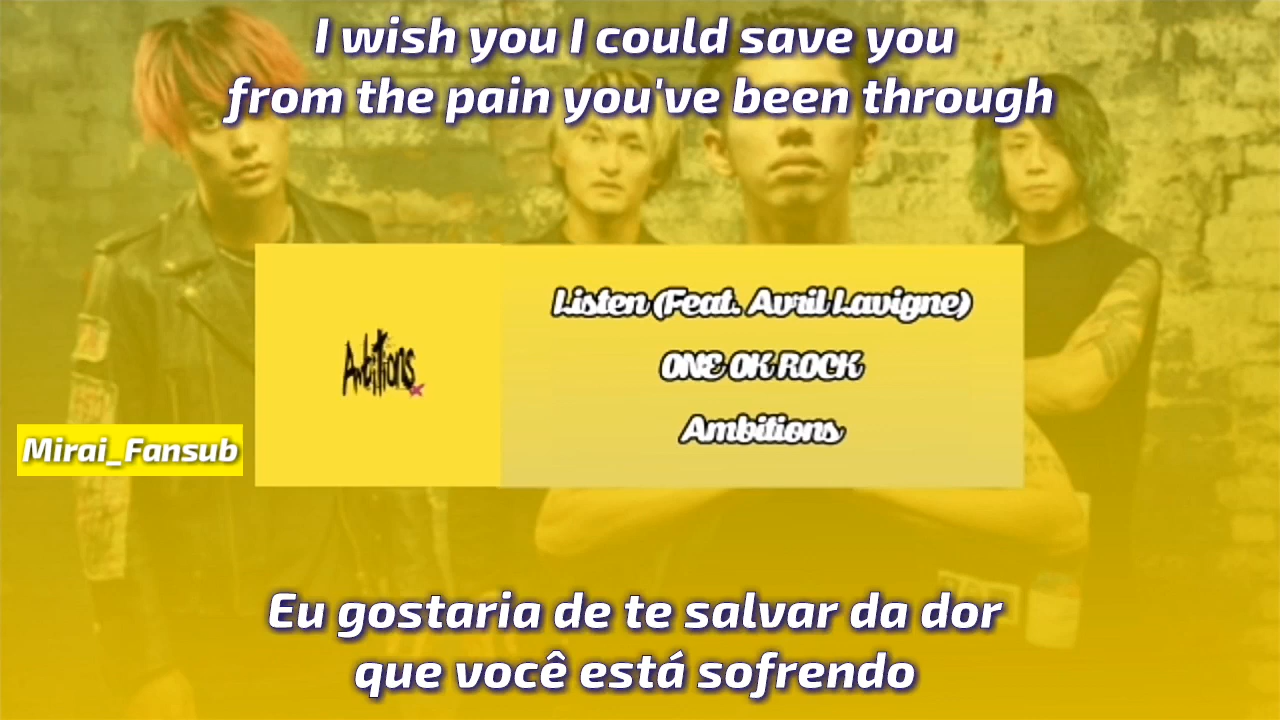 I wish you I could save you
from the pain you've been through
Listen (Feat. Avril Lavigne)
Ambitions
ONE OK ROCK
Ambitions
Mirai_Fansub
Eu gostaria de te salvar da dor
que você está sofrendo